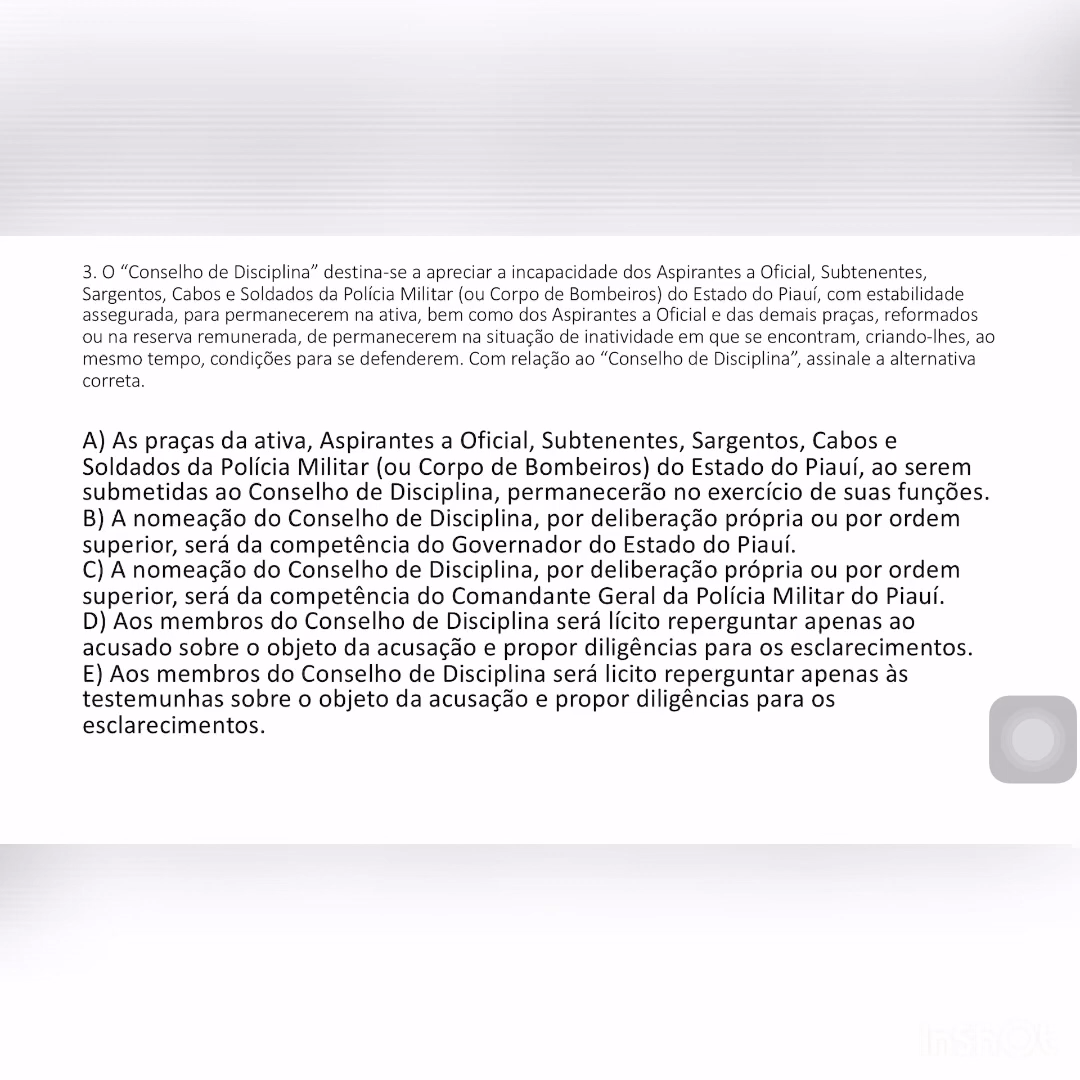 3. O “Conselho de Disciplina” destina-se a apreciar a incapacidade dos Aspirantes a Oficial, Subtenentes,
Sargentos, Cabos e Soldados da Polícia Militar (ou Corpo de Bombeiros) do Estado do Piauí, com estabilidade
assegurada, para permanecerem na ativa, bem como dos Aspirantes a Oficial e das demais praças, reformados
ou na reserva remunerada, de permanecerem na situação de inatividade em que se encontram, criando-lhes, ao
mesmo tempo, condições para se defenderem. Com relação ao “Conselho de Disciplina”, assinale a alternativa
correta.
A) As praças da ativa, Aspirantes a Oficial, Subtenentes, Sargentos, Cabos e
Soldados da Polícia Militar (ou Corpo de Bombeiros) do Estado do Piauí, ao serem
submetidas ao Conselho de Disciplina, permanecerão no exercício de suas funções.
B) A nomeação do Conselho de Disciplina, por deliberação própria ou por ordem
superior, será da competência do Governador do Estado do Piauí.
C) A nomeação do Conselho de Disciplina, por deliberação própria ou por ordem
superior, será da competência do Comandante Geral da Polícia Militar do Piauí.
D) Aos membros do Conselho de Disciplina será lícito reperguntar apenas ao
acusado sobre o objeto da acusação e propor diligências para os esclarecimentos.
E) Aos membros do Conselho de Disciplina será licito reperguntar apenas às
testemunhas sobre o objeto da acusação e propor diligências para os
esclarecimentos.